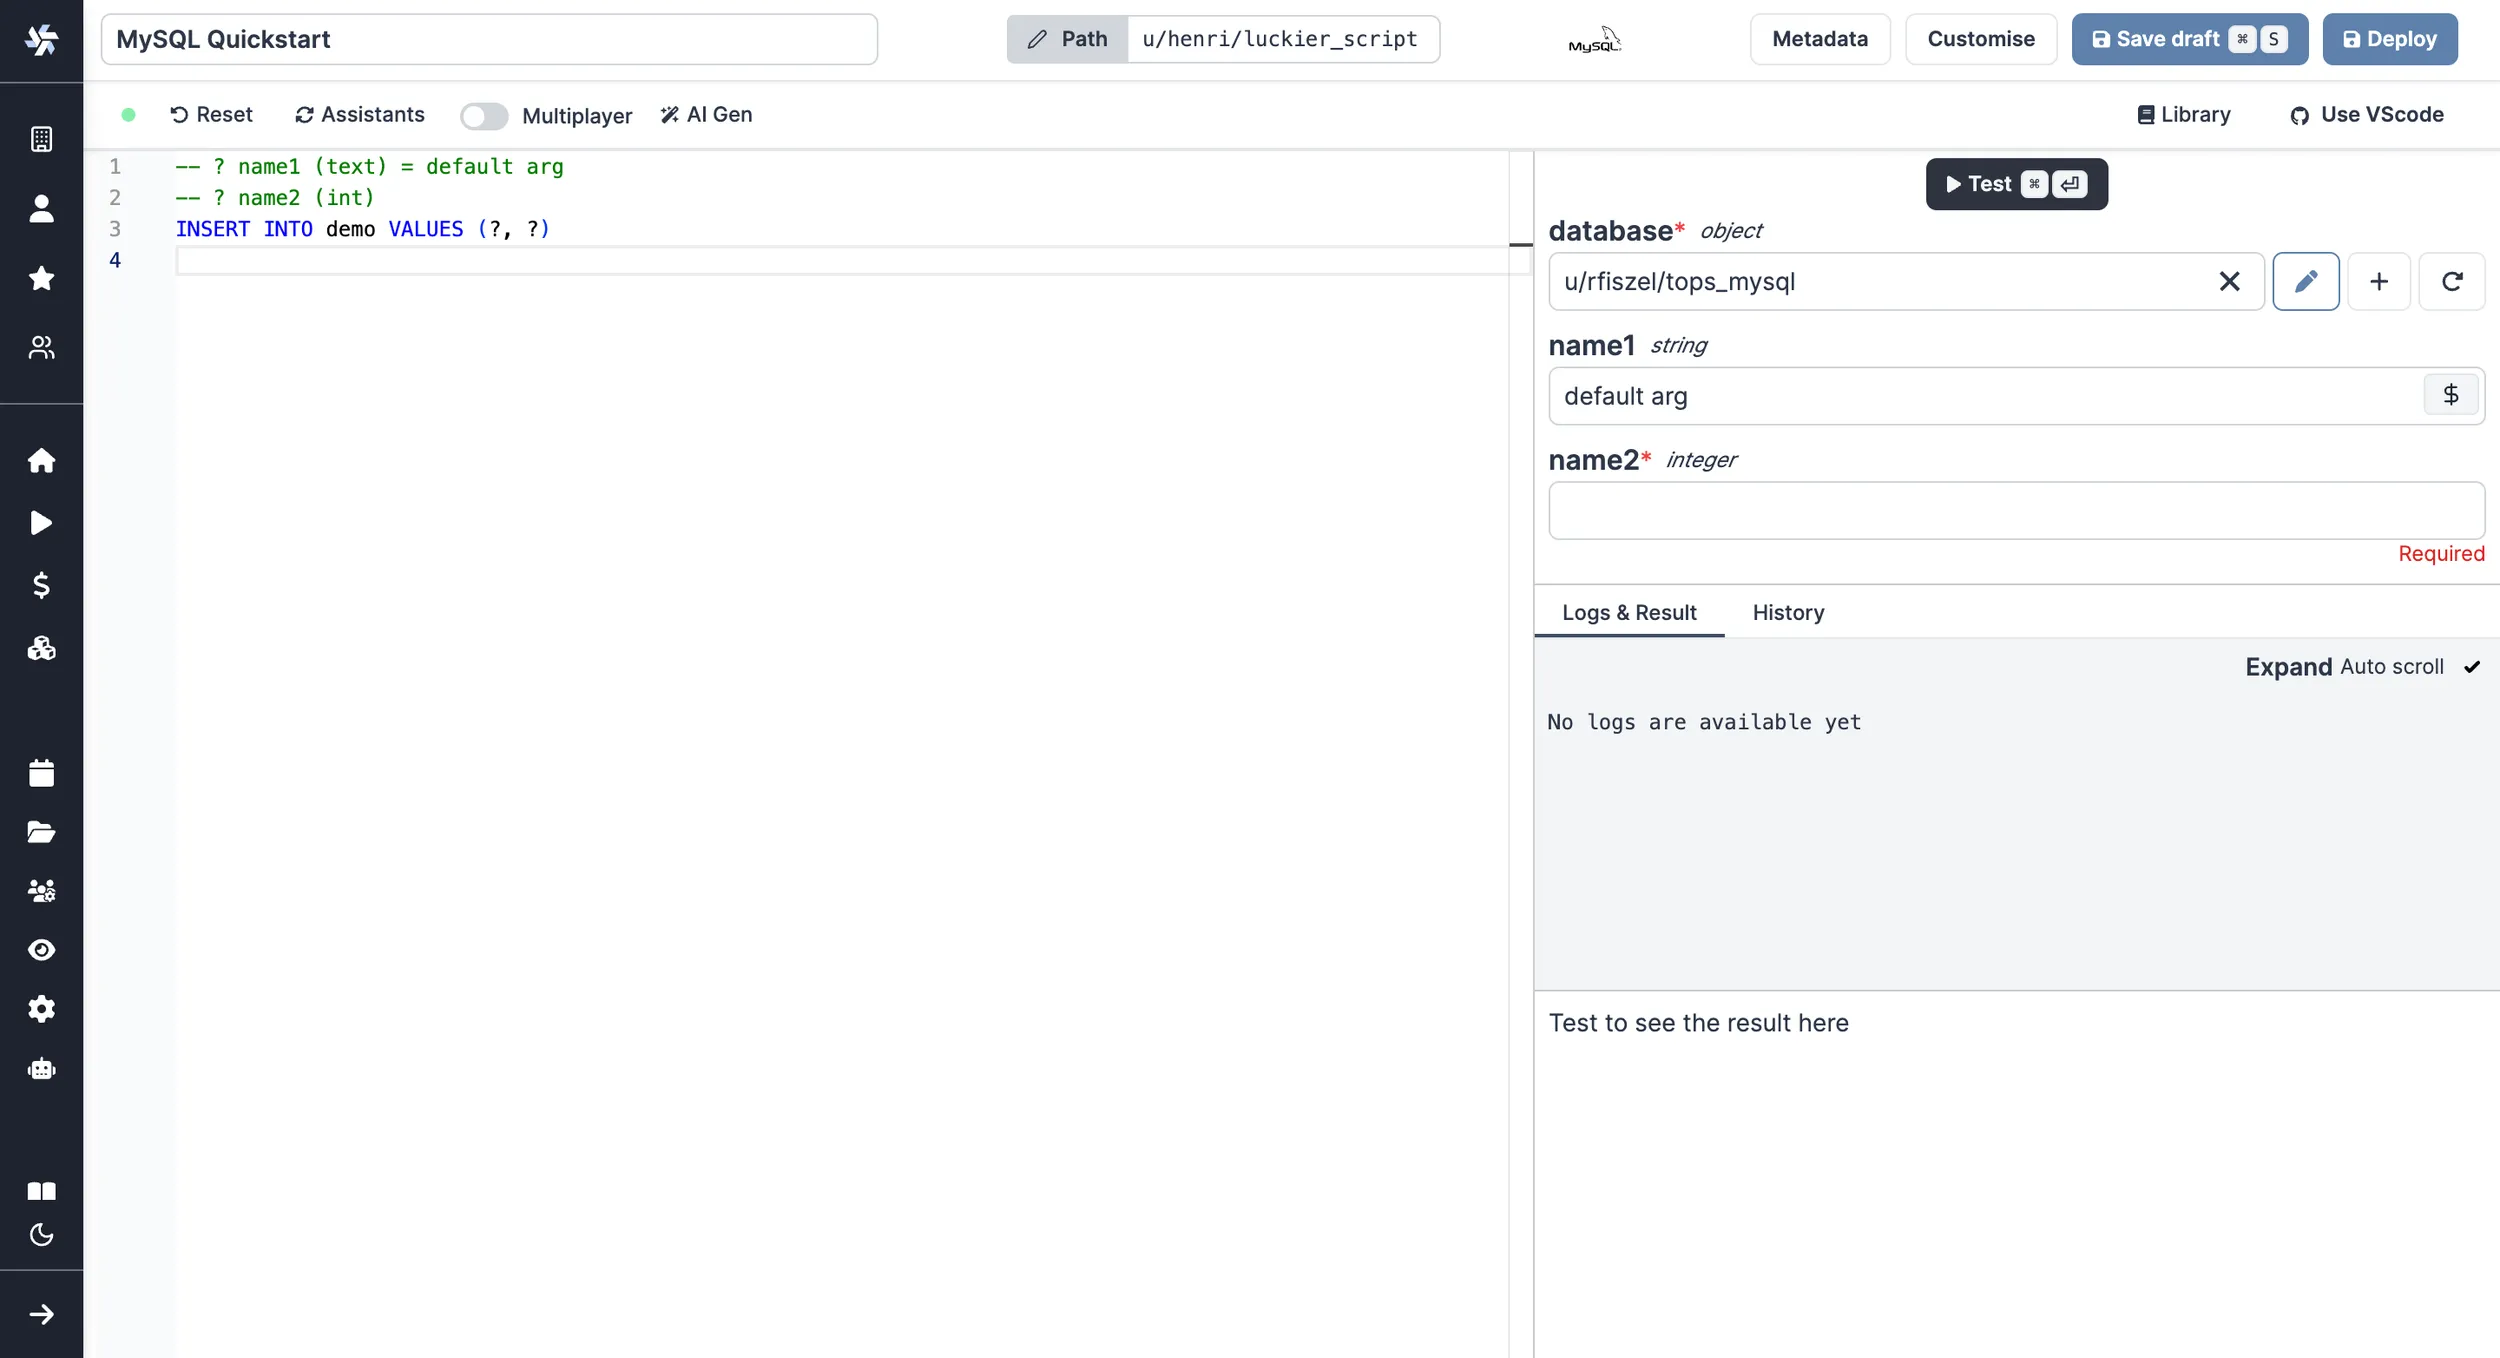 MySQL Quickstart
Path u/henri/luckier_script
MySQL
Metadata
Customise
Save draft ⌘ S
Deploy
Reset
Assistants
Multiplayer
AI Gen
Library
Use VScode
1 -- ? name1 (text) = default arg
2 -- ? name2 (int)
3 INSERT INTO demo VALUES (?, ?)
4
Test ⌘
database* object
u/rfiszel/tops_mysql
name1 string
default arg
$
name2* integer
Required
Logs & Result
History
Expand Auto scroll
No logs are available yet
Test to see the result here